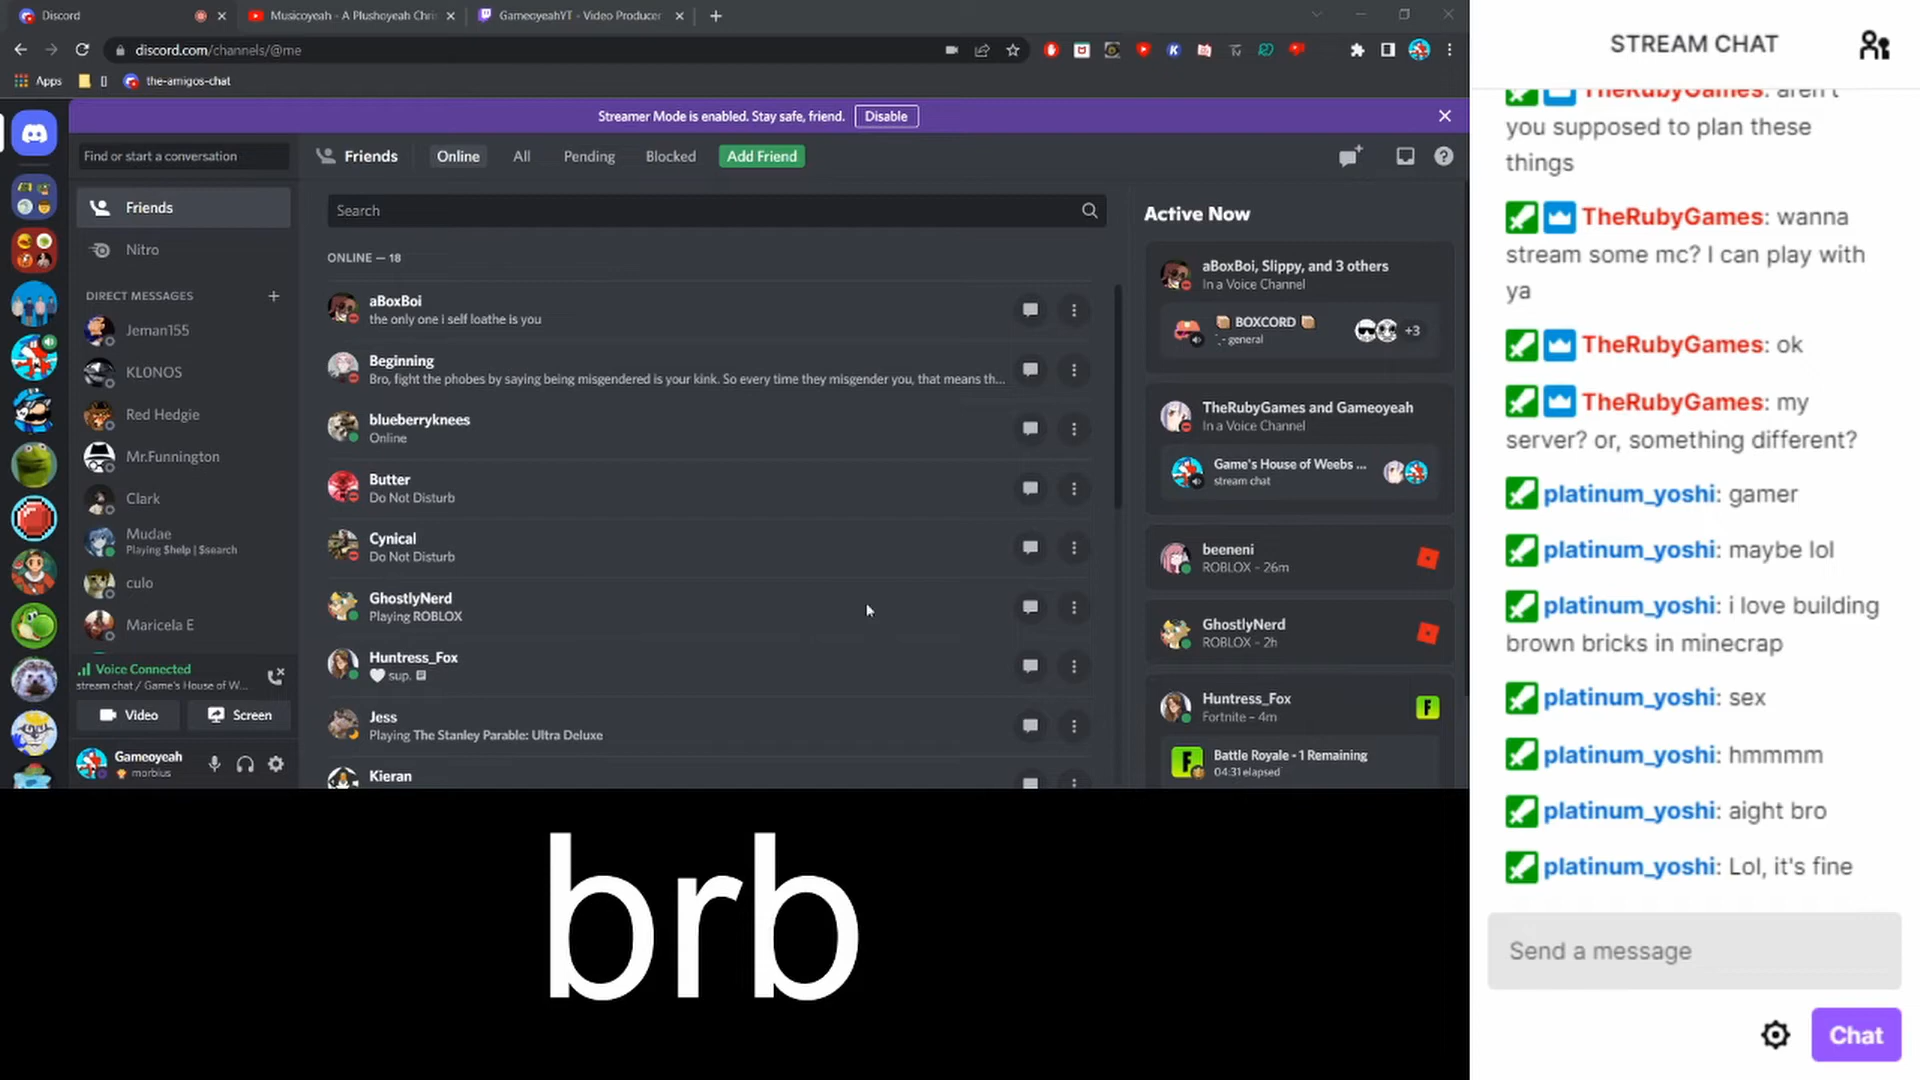 Discord
Musicoyeah - A Plushoyeah Chri
GameoyeahYT - Video Producer
discord.com/channels/@me
Apps
[]
the-amigos-chat
Streamer Mode is enabled. Stay safe, friend.
Disable
Find or start a conversation
Friends
Online
All
Pending
Blocked
Add Friend
Friends
Nitro
DIRECT MESSAGES
Jeman155
KL0NOS
Red Hedgie
Mr.Funnington
Clark
Mudae
Playing $help | $search
culo
Maricela E
Voice Connected
stream chat / Game's House of W...
Video
Screen
Gameoyeah
morbius
Search
ONLINE — 18
aBoxBoi
the only one i self loathe is you
Beginning
Bro, fight the phobes by saying being misgendered is your kink. So every time they misgender you, that means th...
blueberryknees
Online
Butter
Do Not Disturb
Cynical
Do Not Disturb
GhostlyNerd
Playing ROBLOX
Huntress_Fox
sup.
Jess
Playing The Stanley Parable: Ultra Deluxe
Kieran
Active Now
aBoxBoi, Slippy, and 3 others
In a Voice Channel
BOXCORD
general
+3
TheRubyGames and Gameoyeah
In a Voice Channel
Game's House of Weebs ...
stream chat
beeneni
ROBLOX - 26m
GhostlyNerd
ROBLOX - 2h
Huntress_Fox
Fortnite - 4m
Battle Royale - 1 Remaining
04:31 elapsed
brb
STREAM CHAT
TheRubyGames: aren't
you supposed to plan these
things
TheRubyGames: wanna
stream some mc? I can play with
ya
TheRubyGames: ok
TheRubyGames: my
server? or, something different?
platinum_yoshi: gamer
platinum_yoshi: maybe lol
platinum_yoshi: i love building
brown bricks in minecrap
platinum_yoshi: sex
platinum_yoshi: hmmmm
platinum_yoshi: aight bro
platinum_yoshi: Lol, it's fine
Send a message
Chat